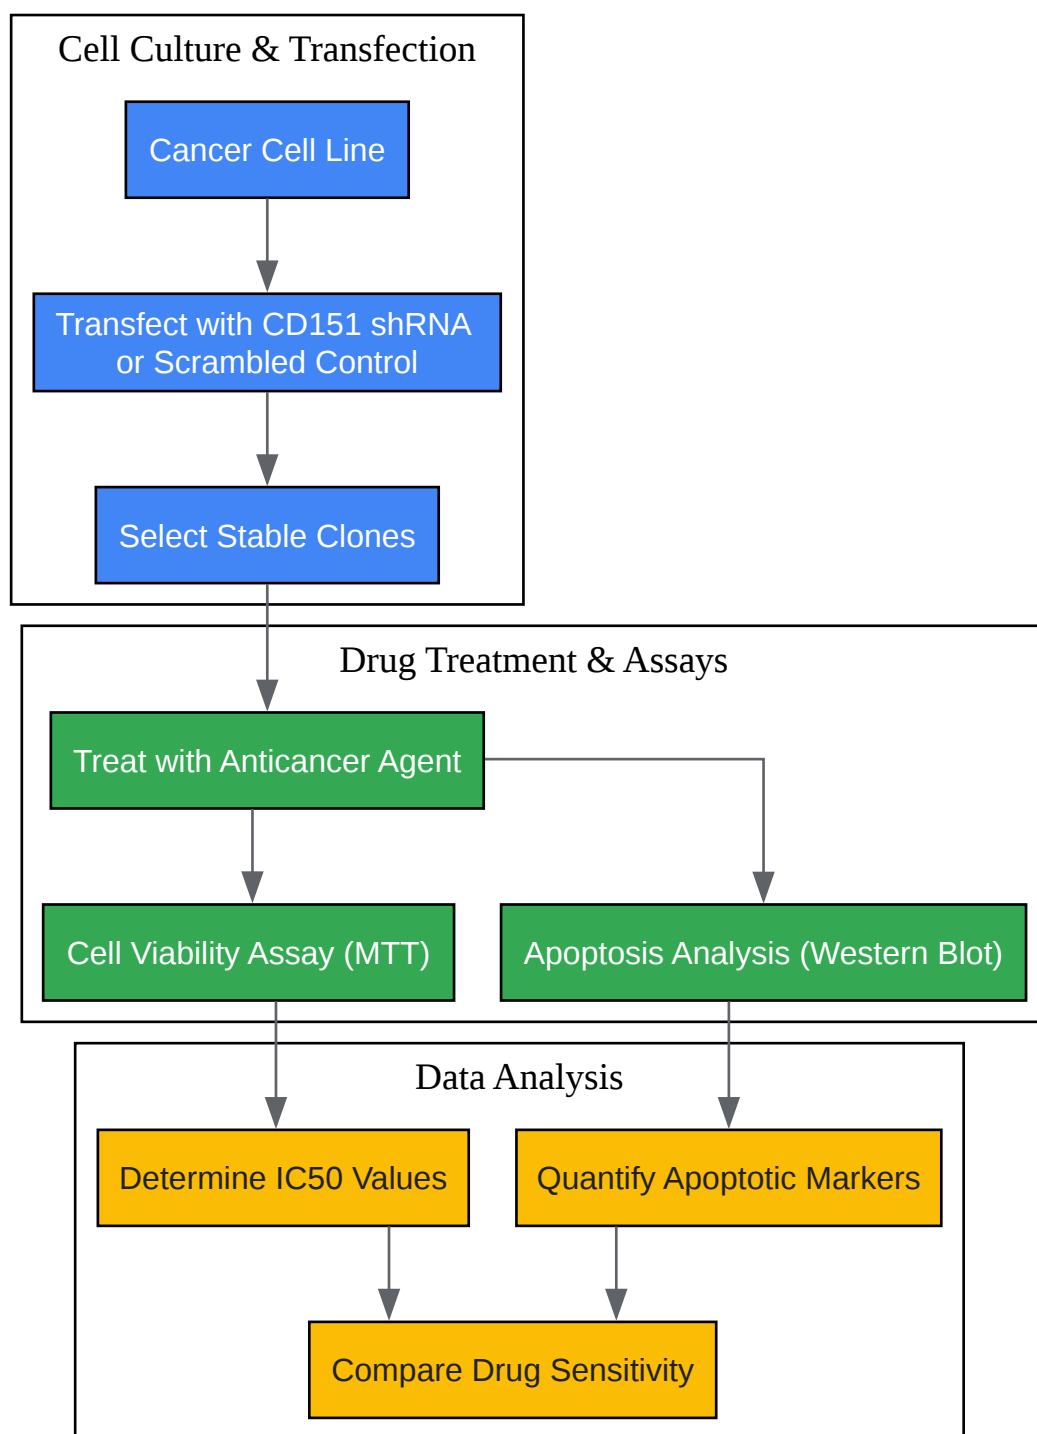 Cell Culture & Transfection
Cancer Cell Line
Transfect with CD151 shRNA
or Scrambled Control
Select Stable Clones
Drug Treatment & Assays
Treat with Anticancer Agent
Cell Viability Assay (MTT)
Apoptosis Analysis (Western Blot)
Data Analysis
Determine IC50 Values
Quantify Apoptotic Markers
Compare Drug Sensitivity